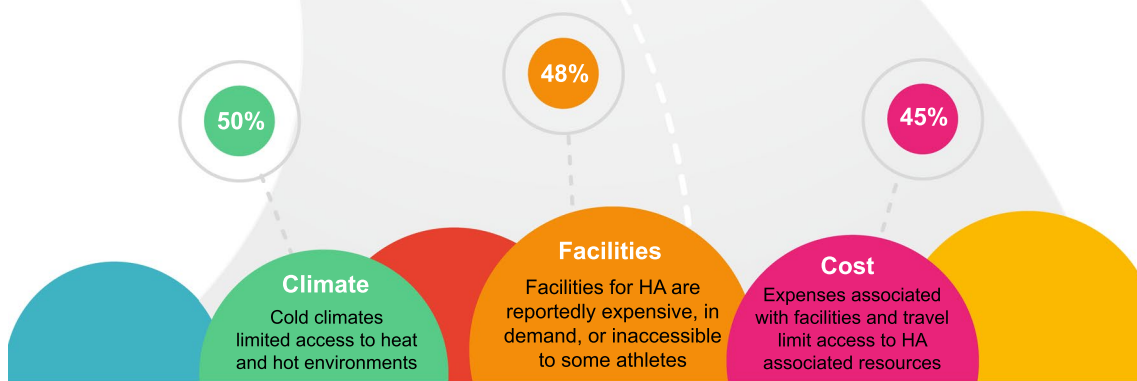 50%
48%
45%
Climate
Cold climates
limited access to heat
and hot environments
Facilities
Facilities for HA are
reportedly expensive, in
demand, or inaccessible
to some athletes
Cost
Expenses associated
with facilities and travel
limit access to HA
associated resources